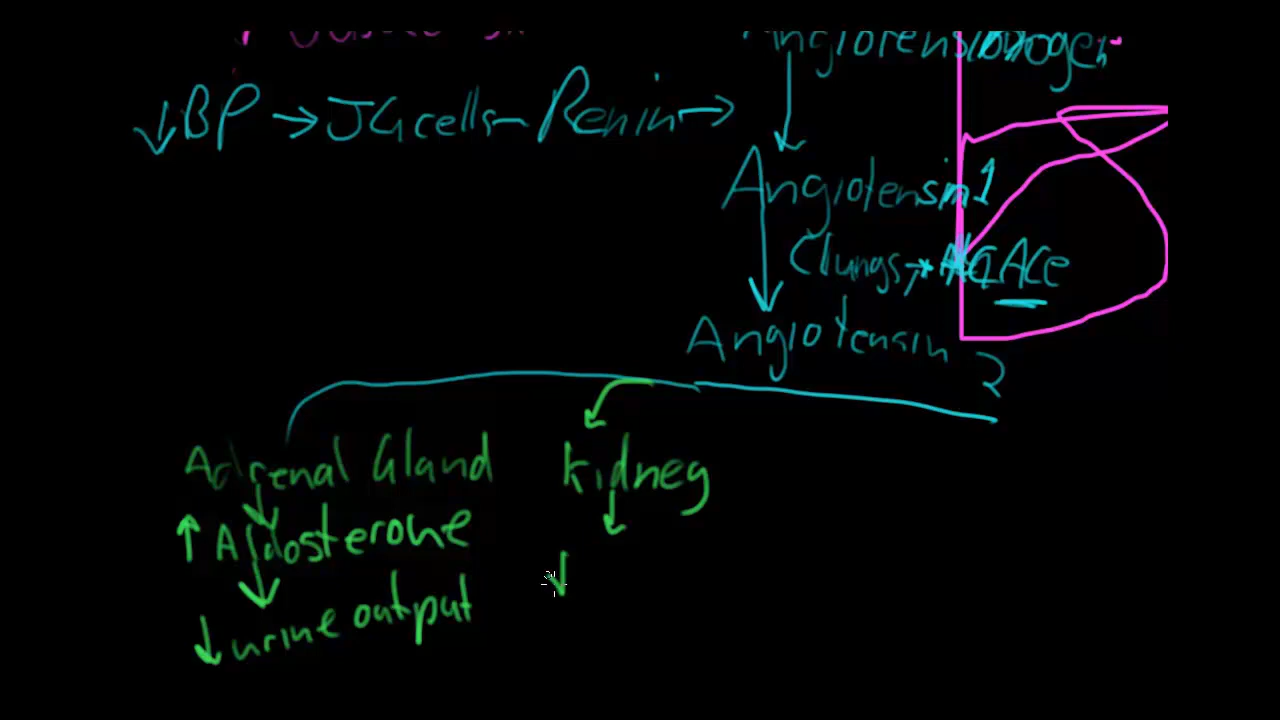 Angiotensinogen
↓BP → JG cells - Renin →
Angiotensin 1
(lungs, ACE
Angiotensin 2
Adrenal Gland
Kidney
↑ Aldosterone
↓ urine output
↓